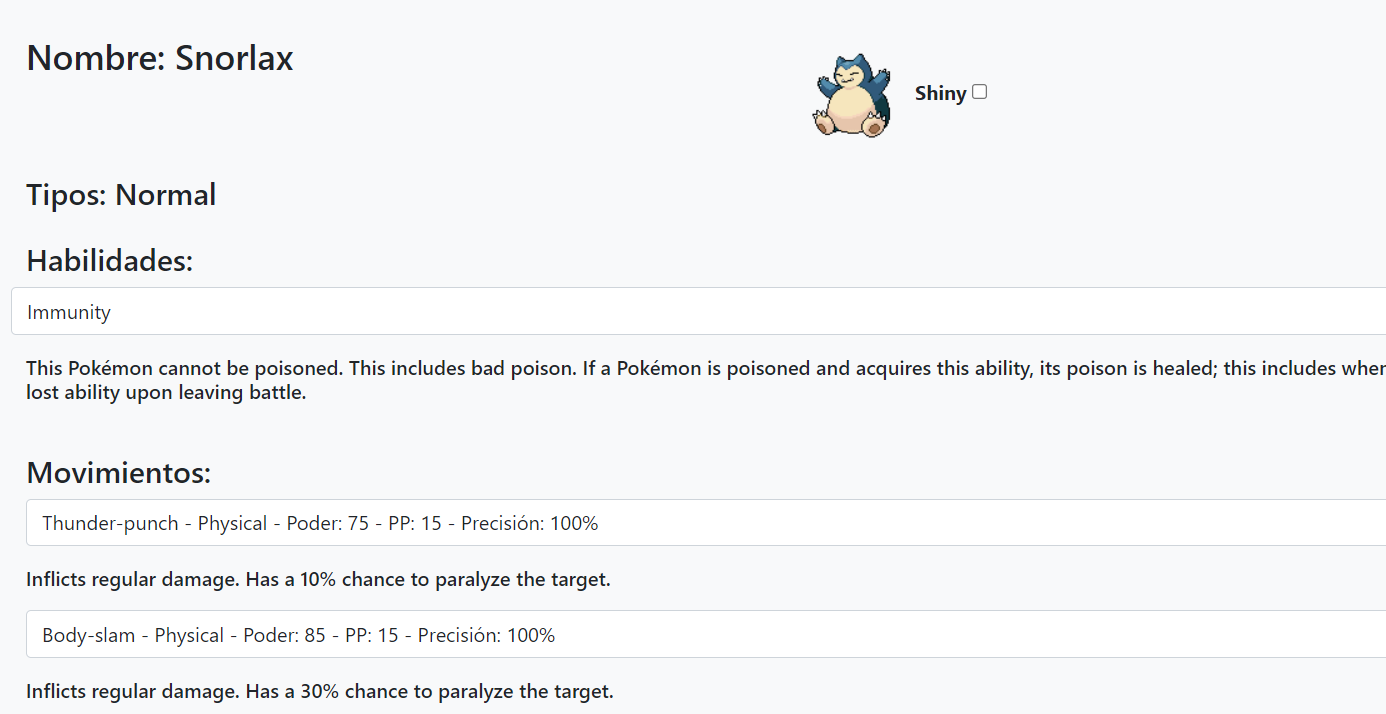 Nombre: Snorlax
Shiny
Tipos: Normal
Habilidades:
Immunity
This Pokémon cannot be poisoned. This includes bad poison. If a Pokémon is poisoned and acquires this ability, its poison is healed; this includes when
lost ability upon leaving battle.
Movimientos:
Thunder-punch - Physical - Poder: 75 - PP: 15 - Precisión: 100%
Inflicts regular damage. Has a 10% chance to paralyze the target.
Body-slam - Physical - Poder: 85 - PP: 15 - Precisión: 100%
Inflicts regular damage. Has a 30% chance to paralyze the target.